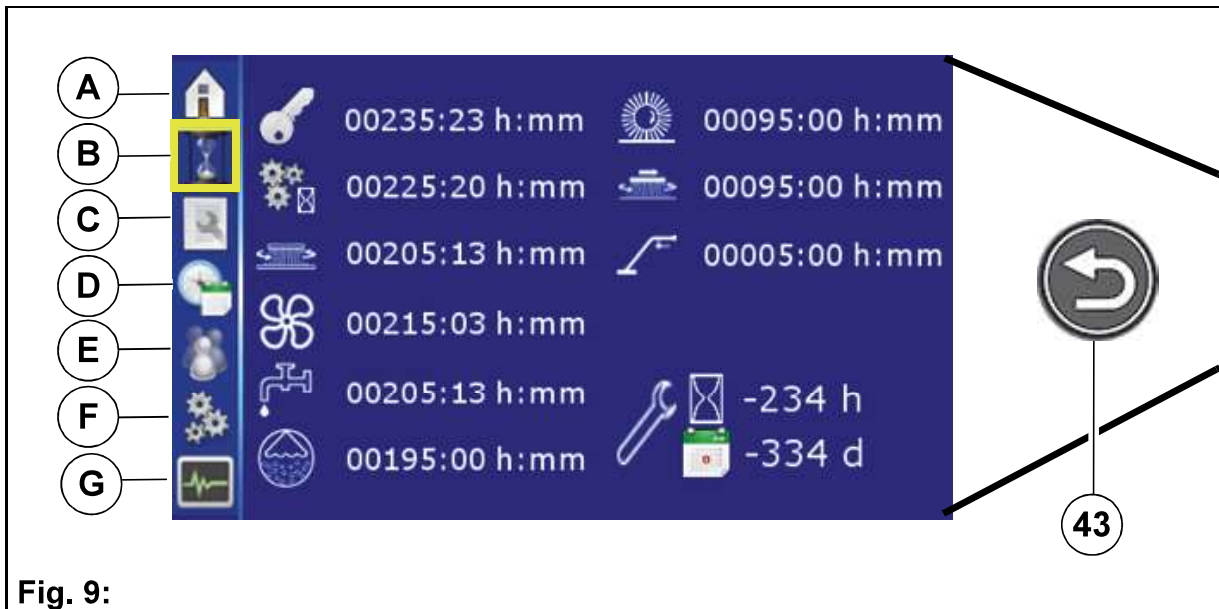 A
B
C
D
E
F
G
00235:23 h:mm
00225:20 h:mm
00205:13 h:mm
00215:03 h:mm
00205:13 h:mm
00195:00 h:mm
00095:00 h:mm
00095:00 h:mm
00005:00 h:mm
-234 h
-334 d
43
Fig. 9: